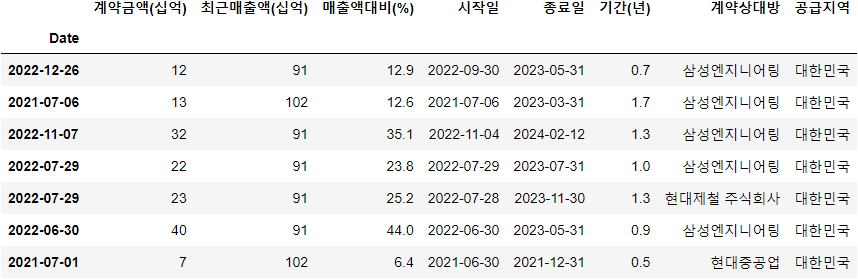 계약금액(십억) 최근매출액(십억) 매출액대비(%) 시작일 종료일 기간(년) 계약상대방 공급지역
Date
2022-12-26 12 91 12.9 2022-09-30 2023-05-31 0.7 삼성엔지니어링 대한민국
2021-07-06 13 102 12.6 2021-07-06 2023-03-31 1.7 삼성엔지니어링 대한민국
2022-11-07 32 91 35.1 2022-11-04 2024-02-12 1.3 삼성엔지니어링 대한민국
2022-07-29 22 91 23.8 2022-07-29 2023-07-31 1.0 삼성엔지니어링 대한민국
2022-07-29 23 91 25.2 2022-07-28 2023-11-30 1.3 현대제철 주식회사 대한민국
2022-06-30 40 91 44.0 2022-06-30 2023-05-31 0.9 삼성엔지니어링 대한민국
2021-07-01 7 102 6.4 2021-06-30 2021-12-31 0.5 현대중공업 대한민국